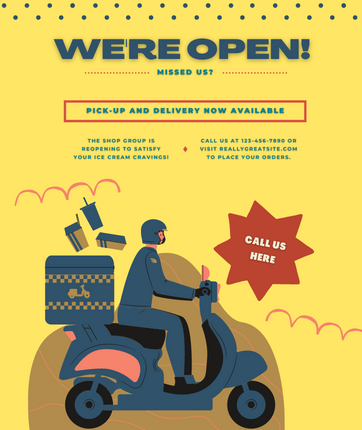 WE'RE OPEN!
MISSED US?
PICK-UP AND DELIVERY NOW AVAILABLE
THE SHOP GROUP IS
REOPENING TO SATISFY
YOUR ICE CREAM CRAVINGS!
CALL US AT 123-456-7890 OR
VISIT REALLYGREATSITE.COM
TO PLACE YOUR ORDERS.
CALL US
HERE